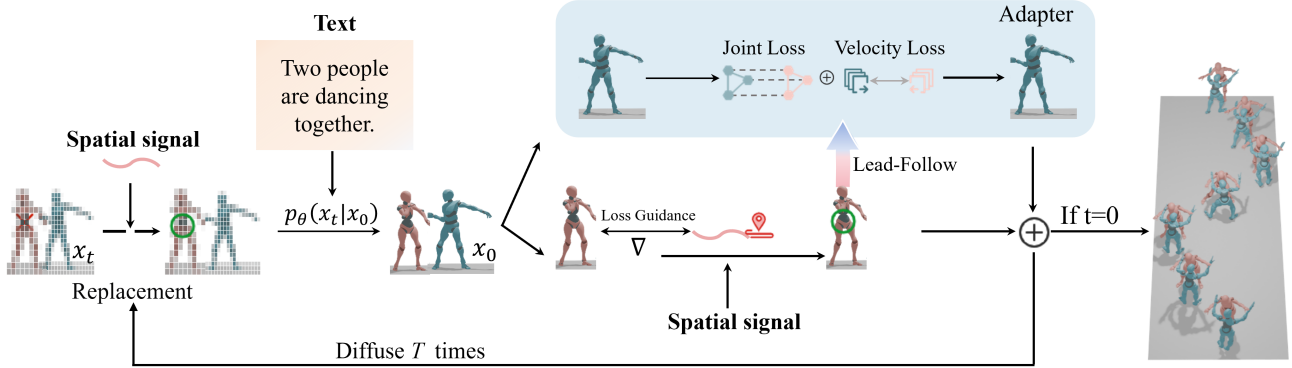 Text
Two people
are dancing
together.
Spatial signal
x_t
Replacement
p_θ(x_t|x_0)
x_0
Adapter
Joint Loss
⊕
Velocity Loss
Lead-Follow
Loss Guidance
∇
Spatial signal
If t=0
Diffuse T times